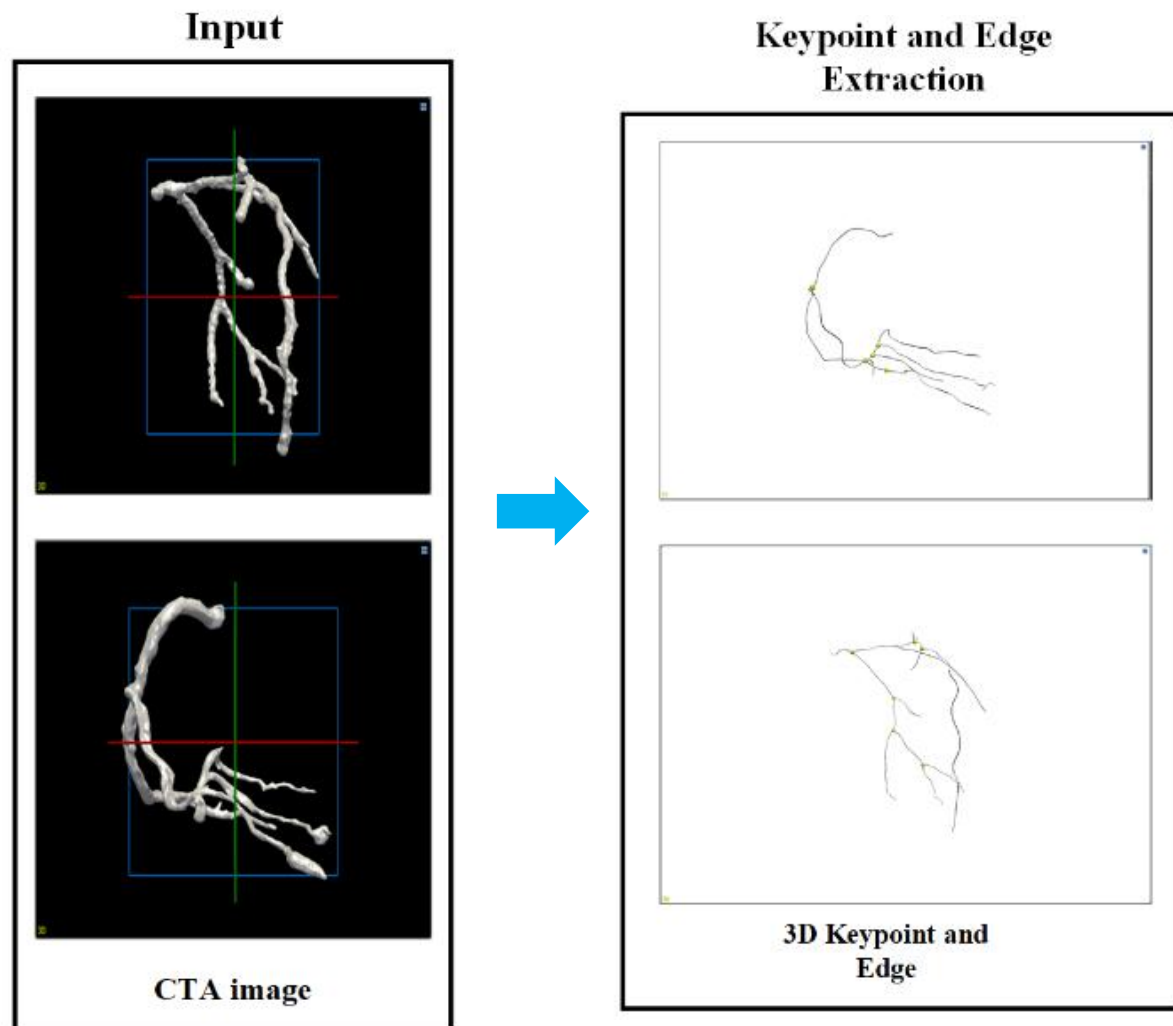 Input
CTA image
Keypoint and Edge
Extraction
3D Keypoint and
Edge